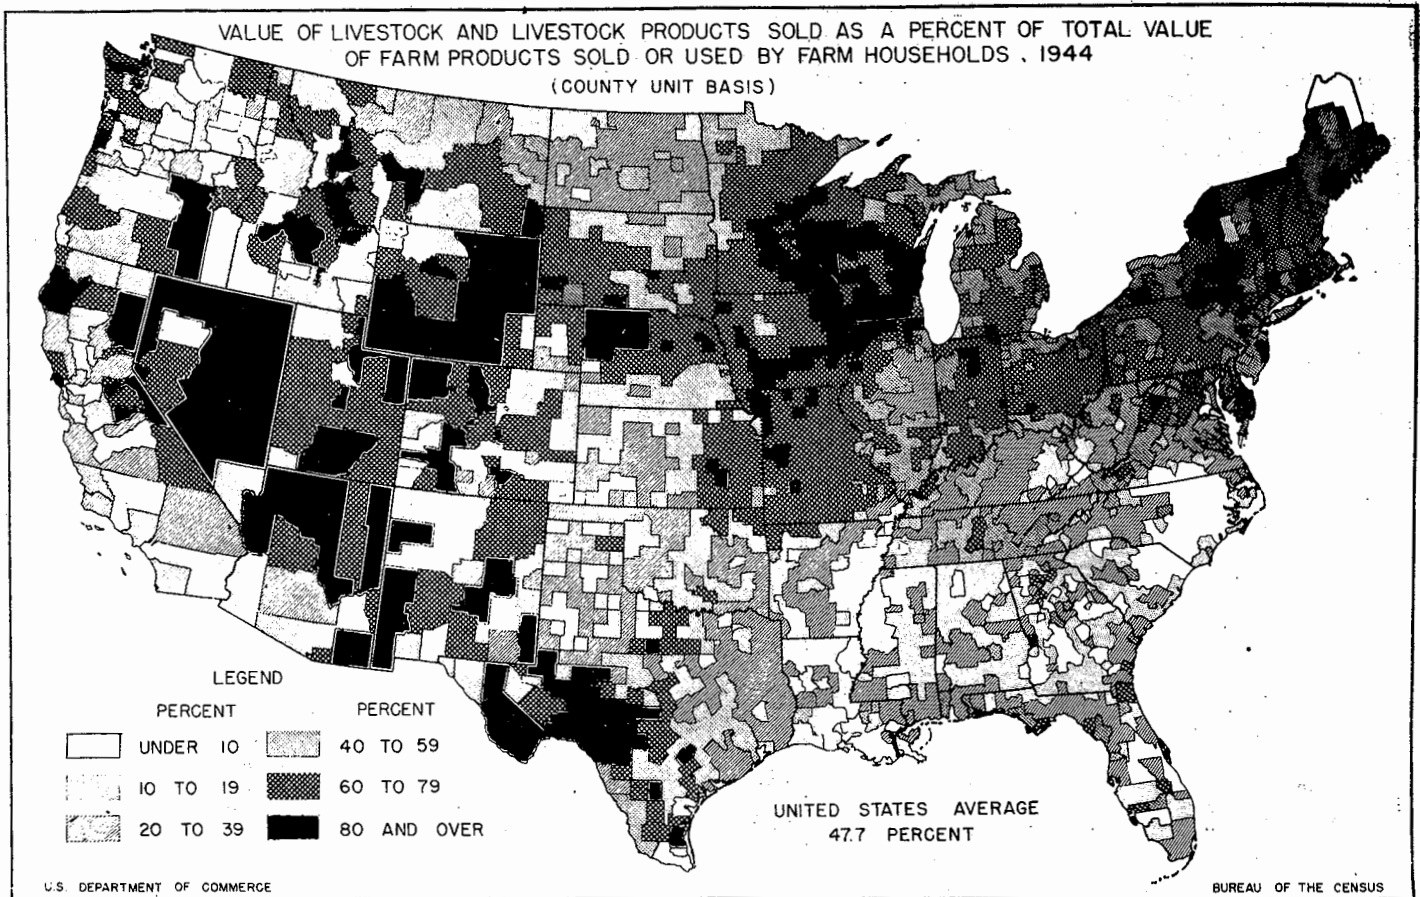 VALUE OF LIVESTOCK AND LIVESTOCK PRODUCTS SOLD AS A PERCENT OF TOTAL VALUE
OF FARM PRODUCTS SOLD OR USED BY FARM HOUSEHOLDS , 1944
(COUNTY UNIT BASIS)
LEGEND
PERCENT
UNDER 10
10 TO 19
20 TO 39
PERCENT
40 TO 59
60 TO 79
80 AND OVER
UNITED STATES AVERAGE
47.7 PERCENT
U.S. DEPARTMENT OF COMMERCE
BUREAU OF THE CENSUS